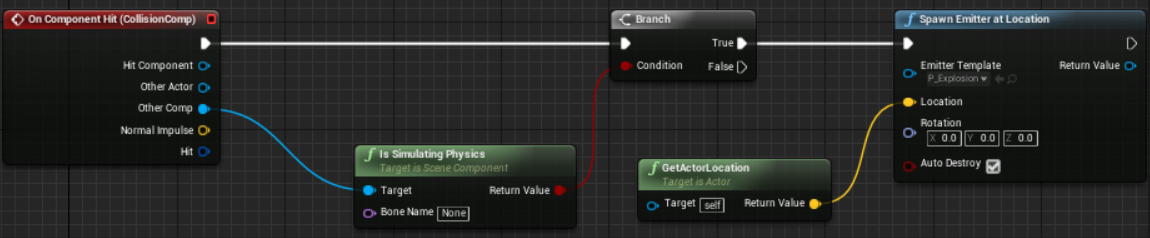 On Component Hit (CollisionComp)
Hit Component
Other Actor
Other Comp
Normal Impulse
Hit
Is Simulating Physics
Target is Scene Component
Target
Return Value
Bone Name None
Branch
True
Condition
False
GetActorLocation
Target is Actor
Target self
Return Value
Spawn Emitter at Location
Emitter Template
P_Explosion
Return Value
Location
Rotation
X 0.0 Y 0.0 Z 0.0
Auto Destroy